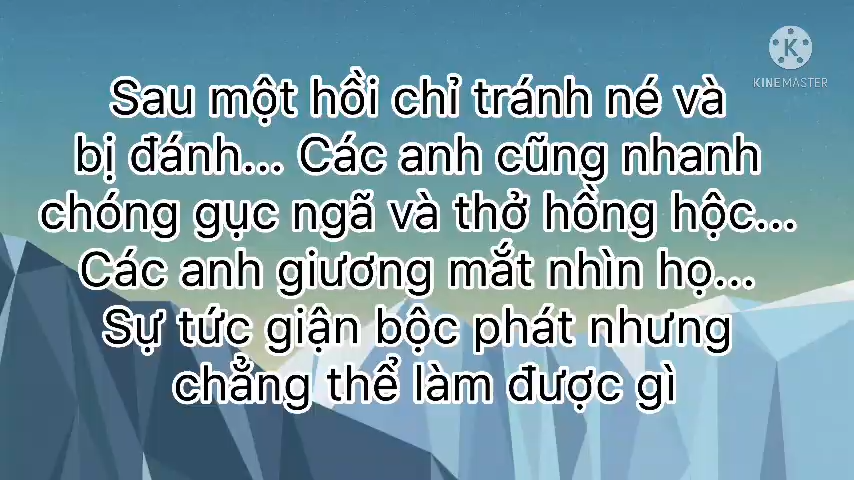 KINEMASTER
Sau một hồi chỉ tránh né và
bị đánh... Các anh cũng nhanh
chóng gục ngã và thở hồng hộc...
Các anh giương mắt nhìn họ...
Sự tức giận bộc phát nhưng
chẳng thể làm được gì